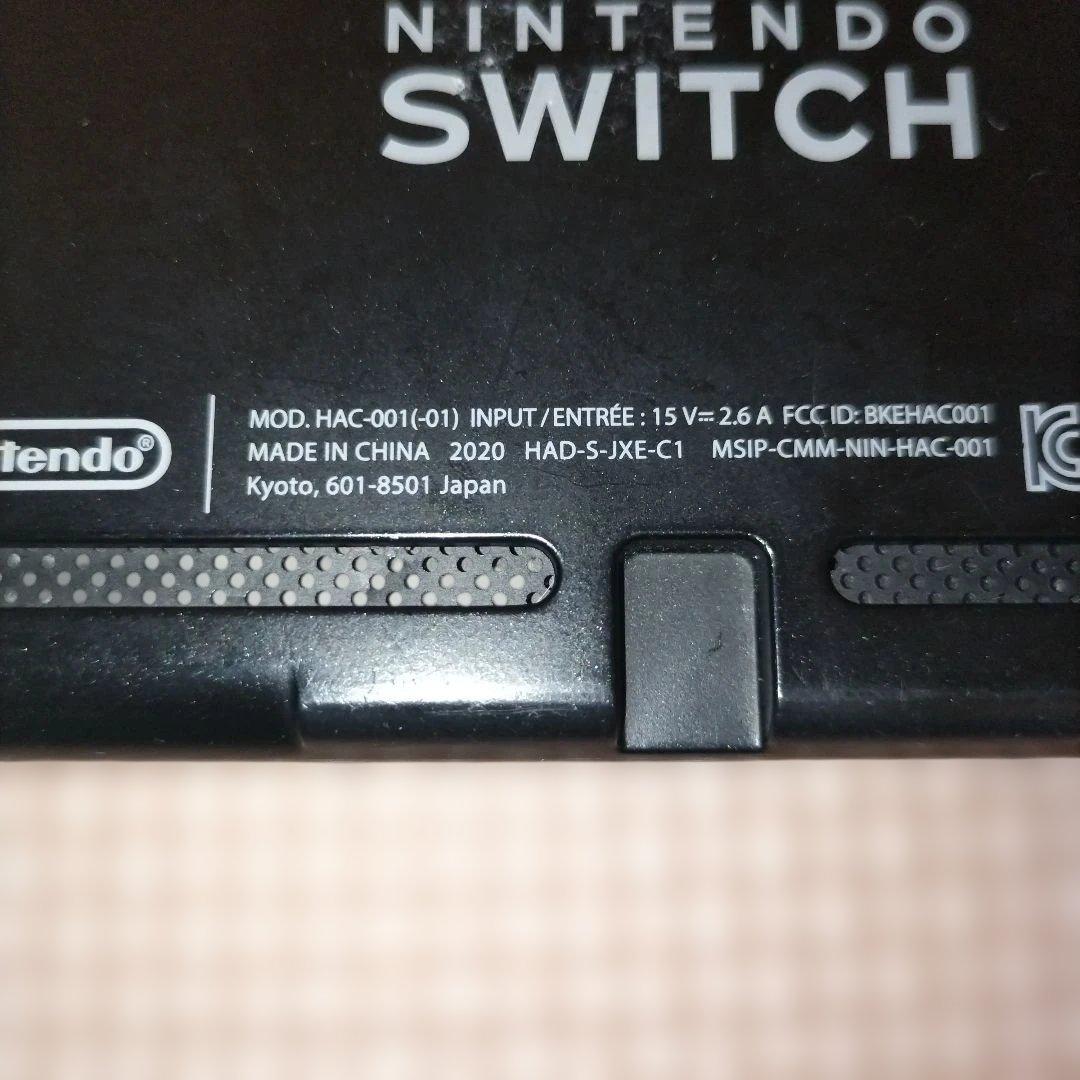 NINTENDO
SWITCH
MOD. HAC-001(-01) INPUT / ENTRÉE : 15 V⎓ 2.6 A FCC ID: BKEHAC001
tendo®
MADE IN CHINA 2020 HAD-S-JXE-C1 MSIP-CMM-NIN-HAC-001
Kyoto, 601-8501 Japan